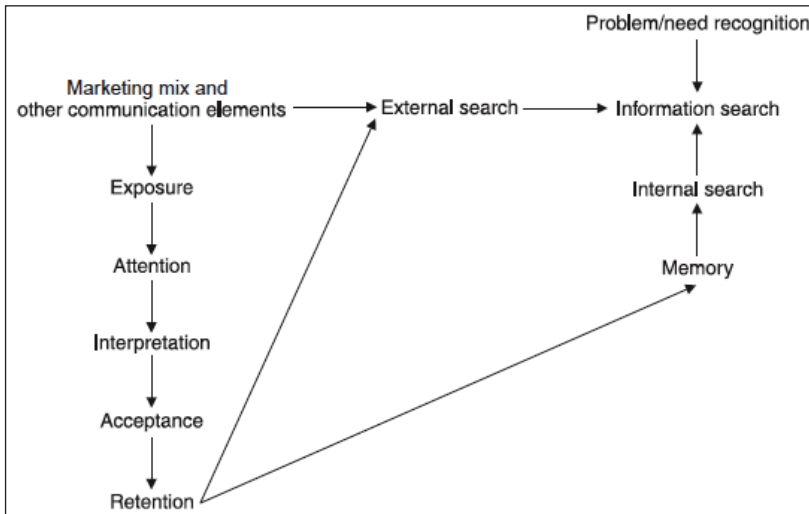 Problem/need recognition
Marketing mix and
other communication elements
External search
Information search
Exposure
Internal search
Attention
Memory
Interpretation
Acceptance
Retention